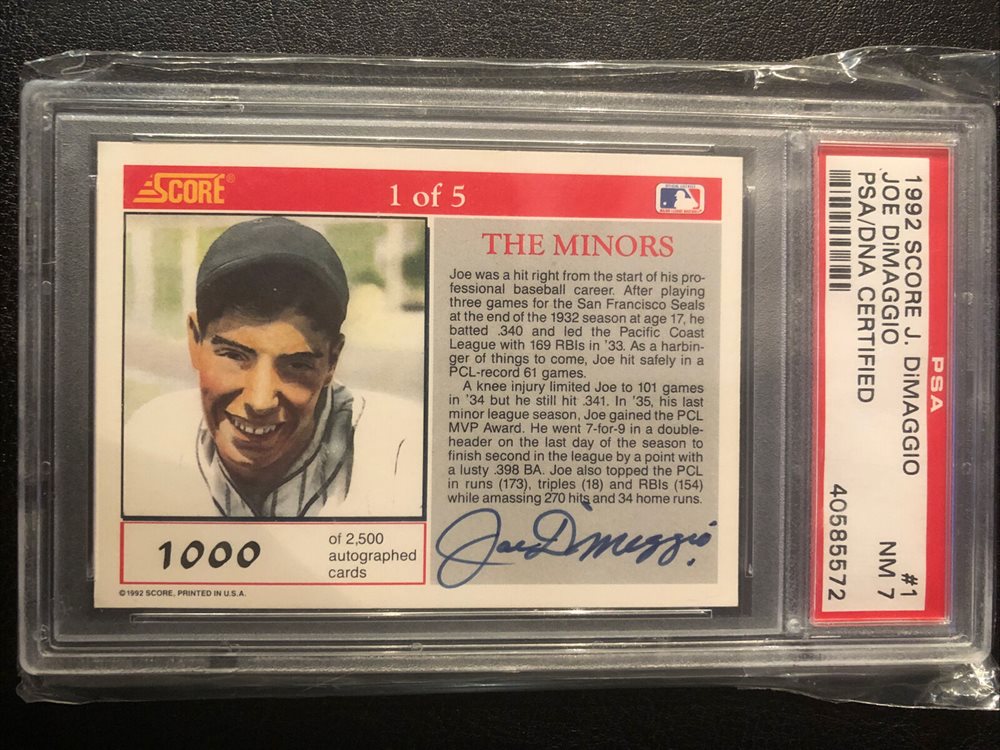 SCORE®
1 of 5
THE MINORS
Joe was a hit right from the start of his pro-
fessional baseball career. After playing
three games for the San Francisco Seals
at the end of the 1932 season at age 17, he
batted .340 and led the Pacific Coast
League with 169 RBIs in '33. As a harbin-
ger of things to come, Joe hit safely in a
PCL-record 61 games.
A knee injury limited Joe to 101 games
in '34 but he still hit .341. In '35, his last
minor league season, Joe gained the PCL
MVP Award. He went 7-for-9 in a double-
header on the last day of the season to
finish second in the league by a point with
a lusty .398 BA. Joe also topped the PCL
in runs (173), triples (18) and RBIs (154)
while amassing 270 hits and 34 home runs.
Joe DiMaggio
1000
of 2,500
autographed
cards
©1992 SCORE, PRINTED IN U.S.A.
PSA
1992 SCORE J. DiMAGGIO #1
JOE DiMAGGIO NM 7
PSA/DNA CERTIFIED
40585572